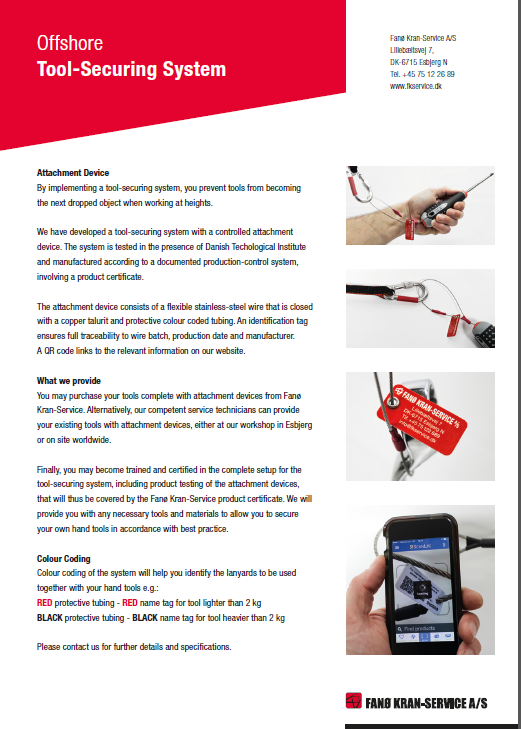 Offshore
Tool-Securing System
Fanø Kran-Service A/S
Lillebæltsvej 7,
DK-6715 Esbjerg N
Tel. +45 75 12 26 89
www.fkservice.dk
Attachment Device
By implementing a tool-securing system, you prevent tools from becoming
the next dropped object when working at heights.
We have developed a tool-securing system with a controlled attachment
device. The system is tested in the presence of Danish Techological Institute
and manufactured according to a documented production-control system,
involving a product certificate.
The attachment device consists of a flexible stainless-steel wire that is closed
with a copper talurit and protective colour coded tubing. An identification tag
ensures full traceability to wire batch, production date and manufacturer.
A QR code links to the relevant information on our website.
What we provide
You may purchase your tools complete with attachment devices from Fanø
Kran-Service. Alternatively, our competent service technicians can provide
your existing tools with attachment devices, either at our workshop in Esbjerg
or on site worldwide.
Finally, you may become trained and certified in the complete setup for the
tool-securing system, including product testing of the attachment devices,
that will thus be covered by the Fanø Kran-Service product certificate. We will
provide you with any necessary tools and materials to allow you to secure
your own hand tools in accordance with best practice.
Colour Coding
Colour coding of the system will help you identify the lanyards to be used
together with your hand tools e.g.:
RED protective tubing - RED name tag for tool lighter than 2 kg
BLACK protective tubing - BLACK name tag for tool heavier than 2 kg
Please contact us for further details and specifications.
FANØ KRAN-SERVICE A/S
Lillebæltsvej 7
DK-6715 Esbjerg N
info@fkservice.dk
Find products
FANØ KRAN-SERVICE A/S